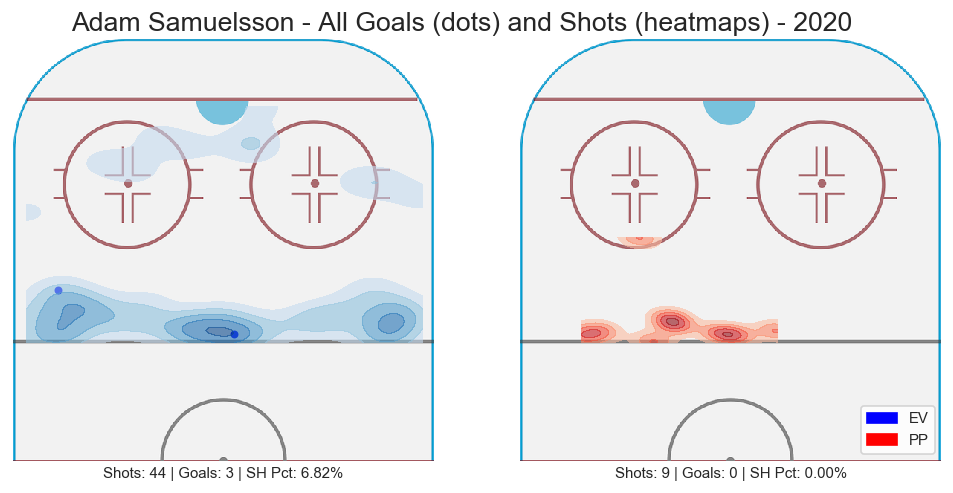 Adam Samuelsson - All Goals (dots) and Shots (heatmaps) - 2020
EV
PP
Shots: 44 | Goals: 3 | SH Pct: 6.82%
Shots: 9 | Goals: 0 | SH Pct: 0.00%